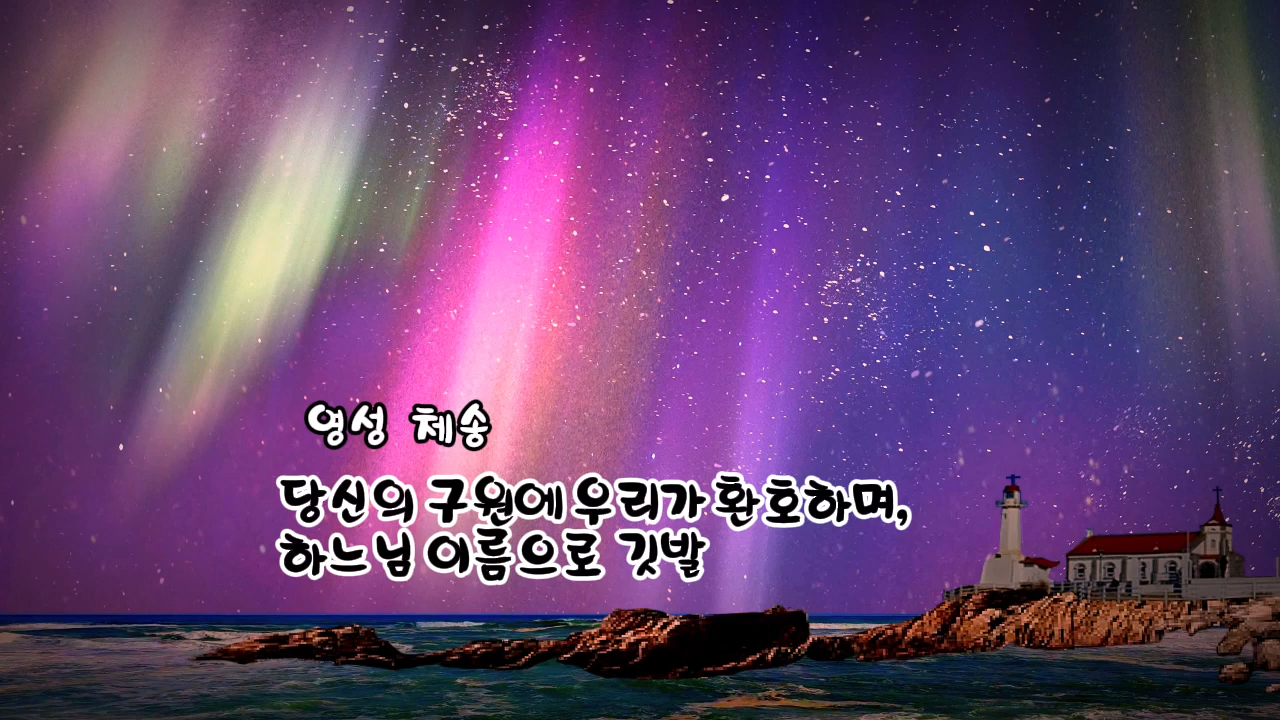 영성 체송
당신의 구원에 우리가 환호하며,
하느님 이름으로 깃발